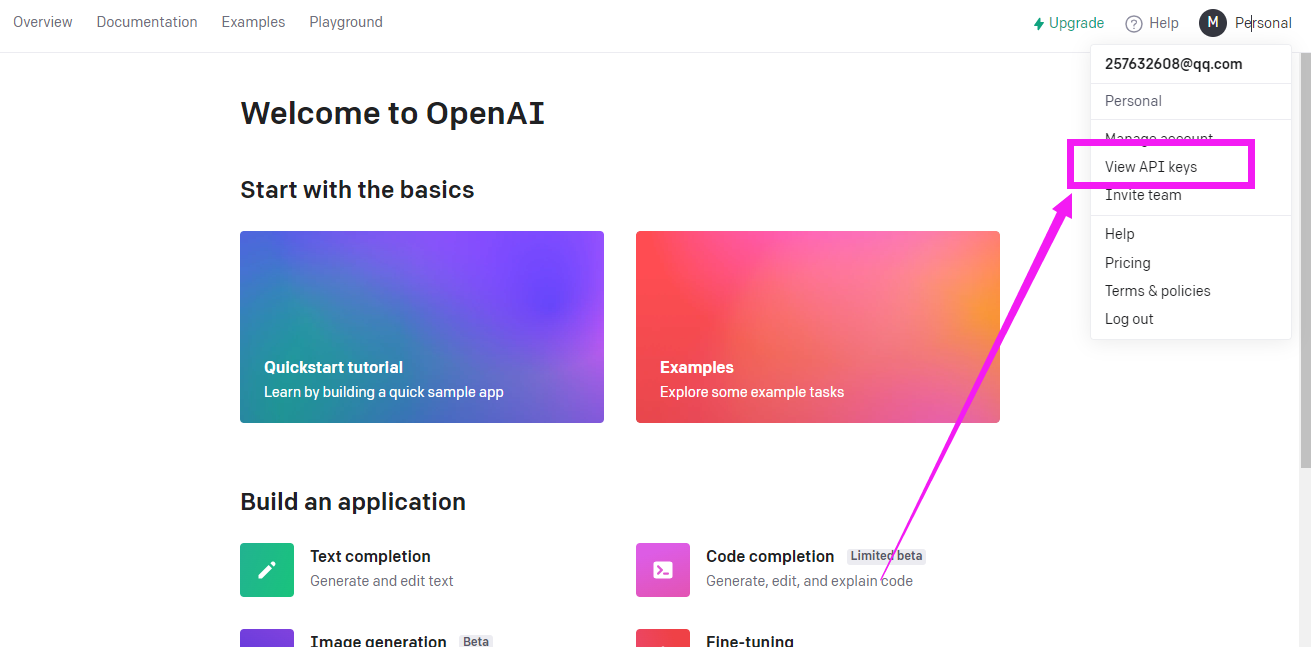 Overview Documentation Examples Playground Upgrade ? Help M Personal
257632608@qq.com
Personal
Manage account
View API keys
Invite team
Help
Pricing
Terms & policies
Log out
Welcome to OpenAI
Start with the basics
Quickstart tutorial
Learn by building a quick sample app
Examples
Explore some example tasks
Build an application
Text completion
Generate and edit text
Code completion Limited beta
Generate, edit, and explain code
Image generation Beta
Fine-tuning